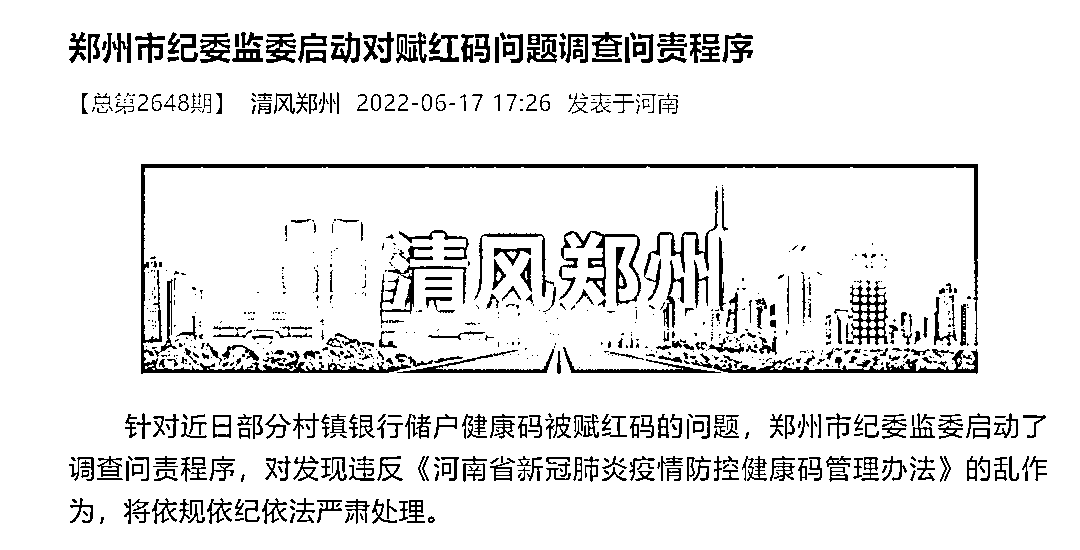 郑州市纪委监委启动对赋红码问题调查问责程序
【总第2648期】 清风郑州 2022-06-17 17:26 发表于河南
清风郑州
针对近日部分村镇银行储户健康码被赋红码的问题，郑州市纪委监委启动了
调查问责程序，对发现违反《河南省新冠肺炎疫情防控健康码管理办法》的乱作
为，将依规依纪依法严肃处理。